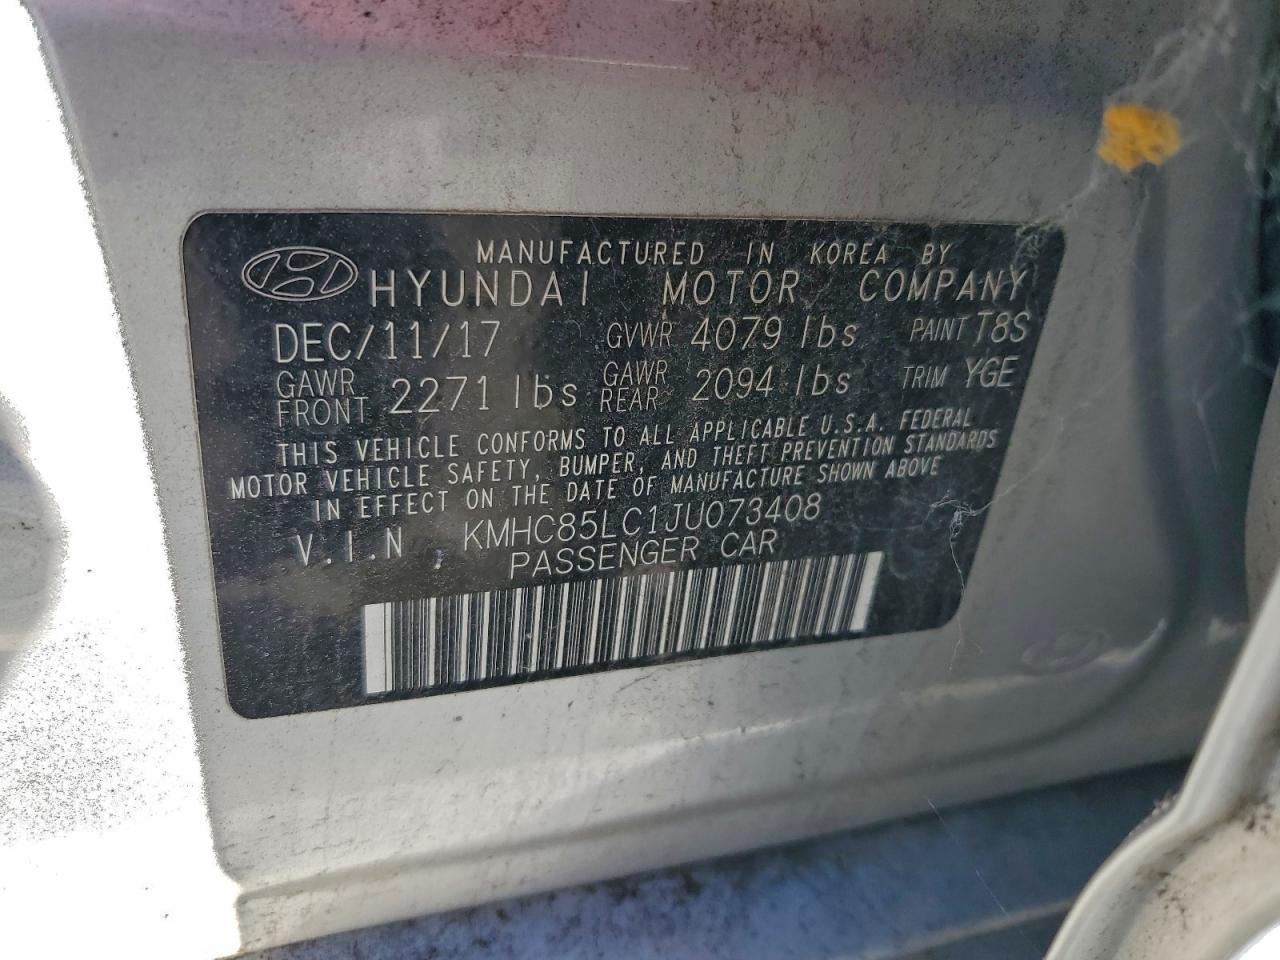 MANUFACTURED IN KOREA BY
HYUNDAI MOTOR COMPANY
DEC/11/17 GVWR 4079 lbs PAINT T8S
GAWR FRONT 2271 lbs GAWR REAR 2094 lbs TRIM YGE
THIS VEHICLE CONFORMS TO ALL APPLICABLE U.S.A. FEDERAL
MOTOR VEHICLE SAFETY, BUMPER, AND THEFT PREVENTION STANDARDS
IN EFFECT ON THE DATE OF MANUFACTURE SHOWN ABOVE
V.I.N ; KMHC85LC1JU073408
PASSENGER CAR